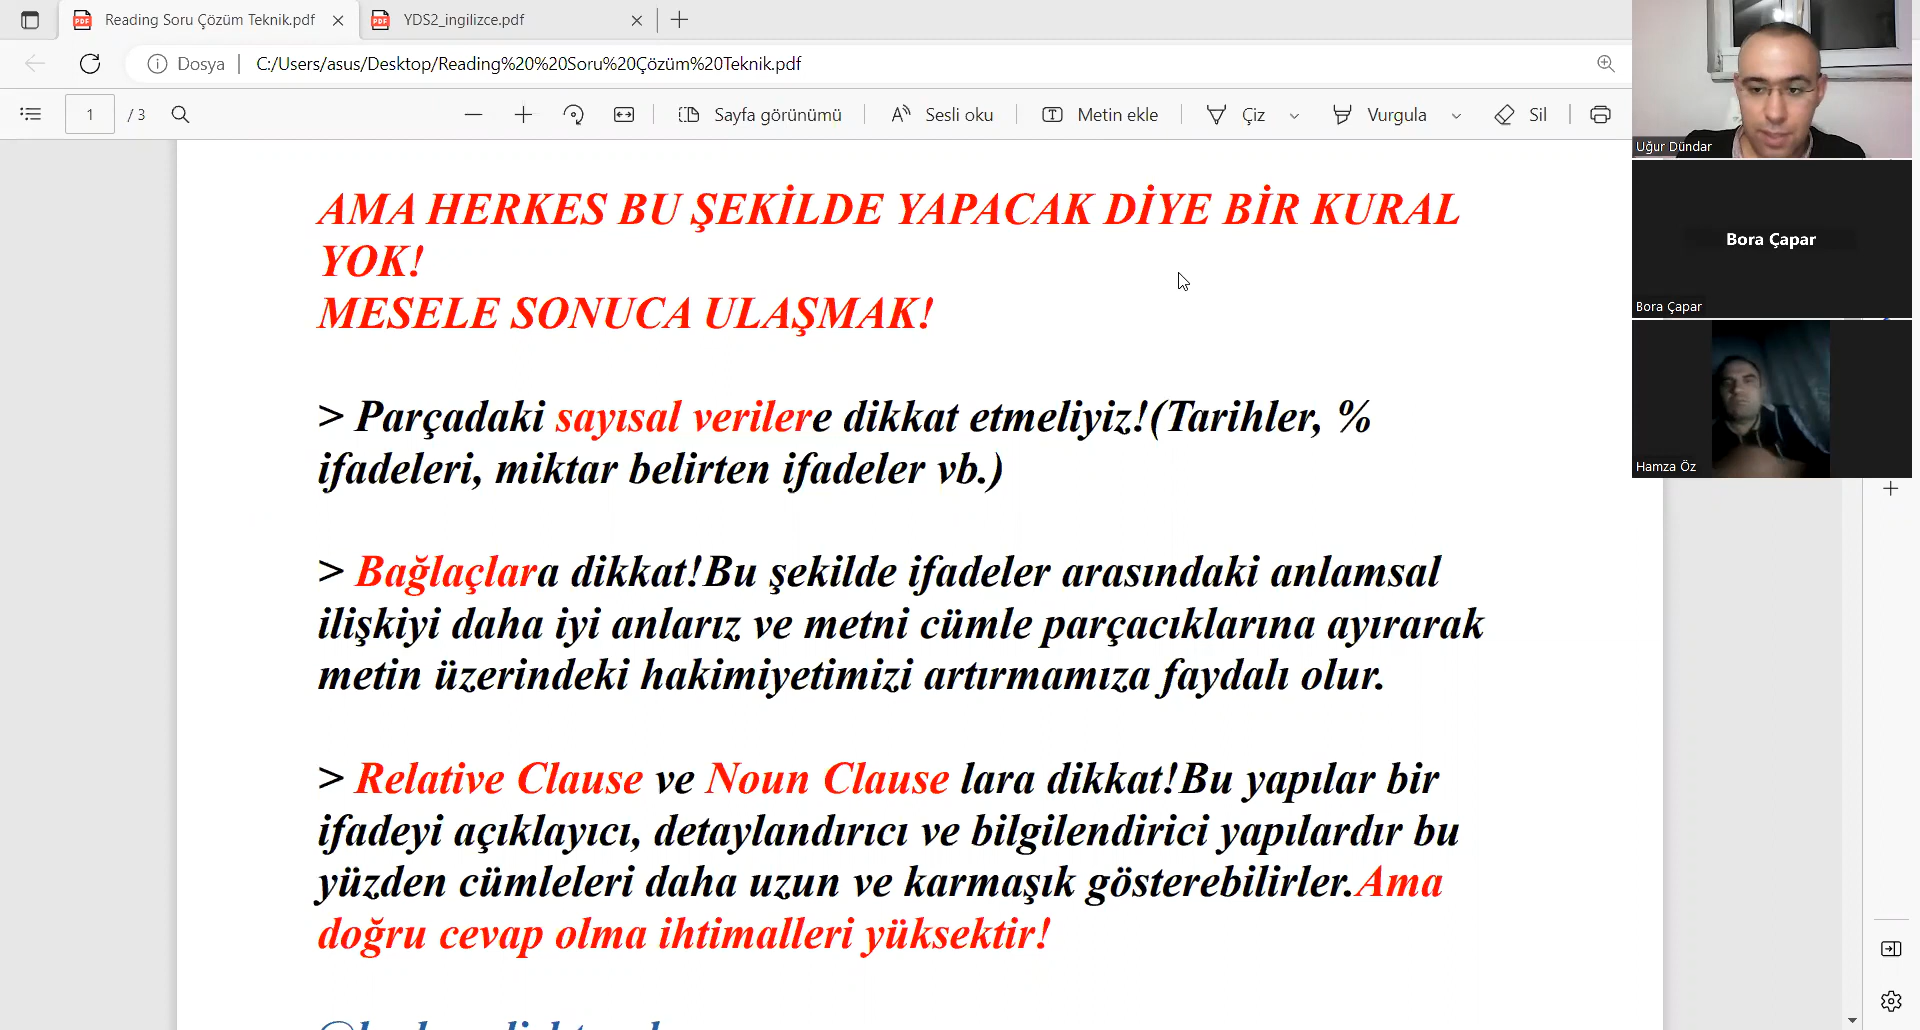 Reading Soru Çözüm Teknik.pdf
YDS2_ingilizce.pdf
Dosya
C:/Users/asus/Desktop/Reading%20%20Soru%20Çözüm%20Teknik.pdf
1 / 3
Sayfa görünümü
Sesli oku
Metin ekle
Çiz
Vurgula
Sil
AMA HERKES BU ŞEKİLDE YAPACAK DİYE BİR KURAL
YOK!
MESELE SONUCA ULAŞMAK!
> Parçadaki sayısal verilere dikkat etmeliyiz!(Tarihler, %
ifadeleri, miktar belirten ifadeler vb.)
> Bağlaçlara dikkat!Bu şekilde ifadeler arasındaki anlamsal
ilişkiyi daha iyi anlarız ve metni cümle parçacıklarına ayırarak
metin üzerindeki hakimiyetimizi artırmamıza faydalı olur.
> Relative Clause ve Noun Clause lara dikkat!Bu yapılar bir
ifadeyi açıklayıcı, detaylandırıcı ve bilgilendirici yapılardır bu
yüzden cümleleri daha uzun ve karmaşık gösterebilirler.Ama
doğru cevap olma ihtimalleri yüksektir!
Uğur Dündar
Bora Çapar
Bora Çapar
Hamza Öz